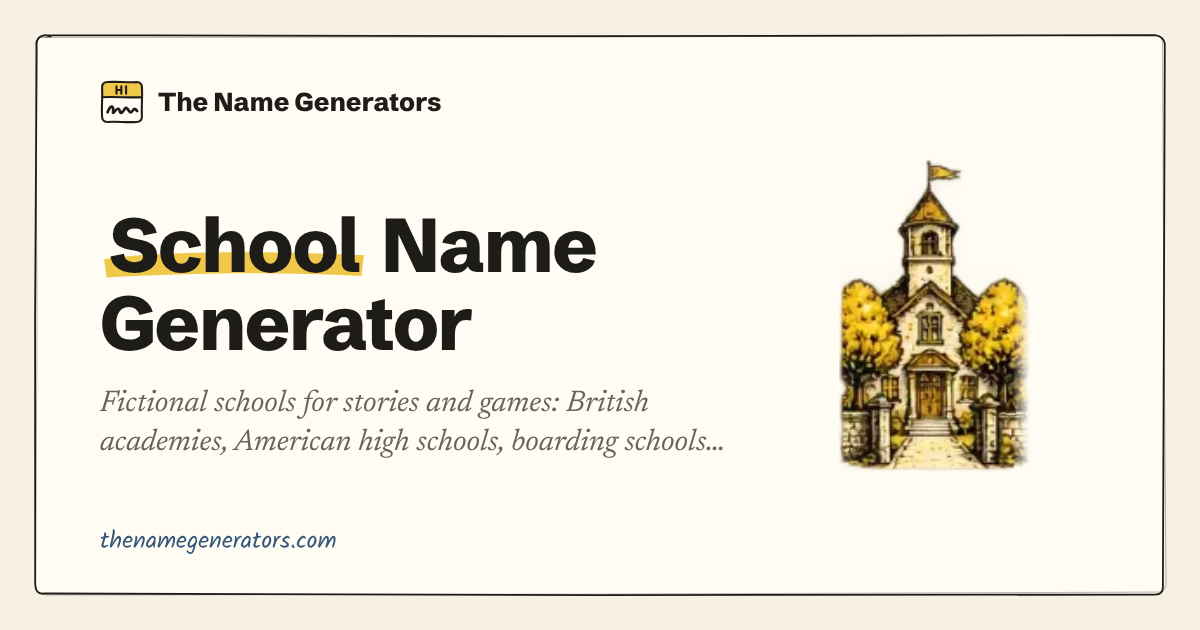 HI
The Name Generators
School Name
Generator
Fictional schools for stories and games: British
academies, American high schools, boarding schools...
thenamegenerators.com